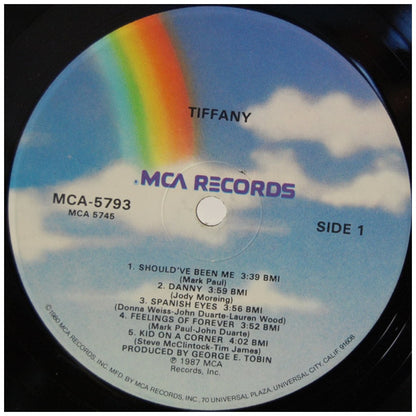 TIFFANY
MCA RECORDS
MCA-5793
MCA 5745
SIDE 1
1. SHOULD'VE BEEN ME 3:39 BMI
(Mark Paul)
2. DANNY 3:59 BMI
(Jody Moreing)
3. SPANISH EYES 3:56 BMI
(Donna Weiss-John Duarte-Lauren Wood)
4. FEELINGS OF FOREVER 3:52 BMI
(Mark Paul-John Duarte)
5. KID ON A CORNER 4:02 BMI
(Steve McClintock-Tim James)
PRODUCED BY GEORGE E. TOBIN
℗1987 MCA
Records, Inc.
©1980 MCA RECORDS, INC. MFD. BY MCA RECORDS, INC., 70 UNIVERSAL PLAZA, UNIVERSAL CITY, CALIF. 91608